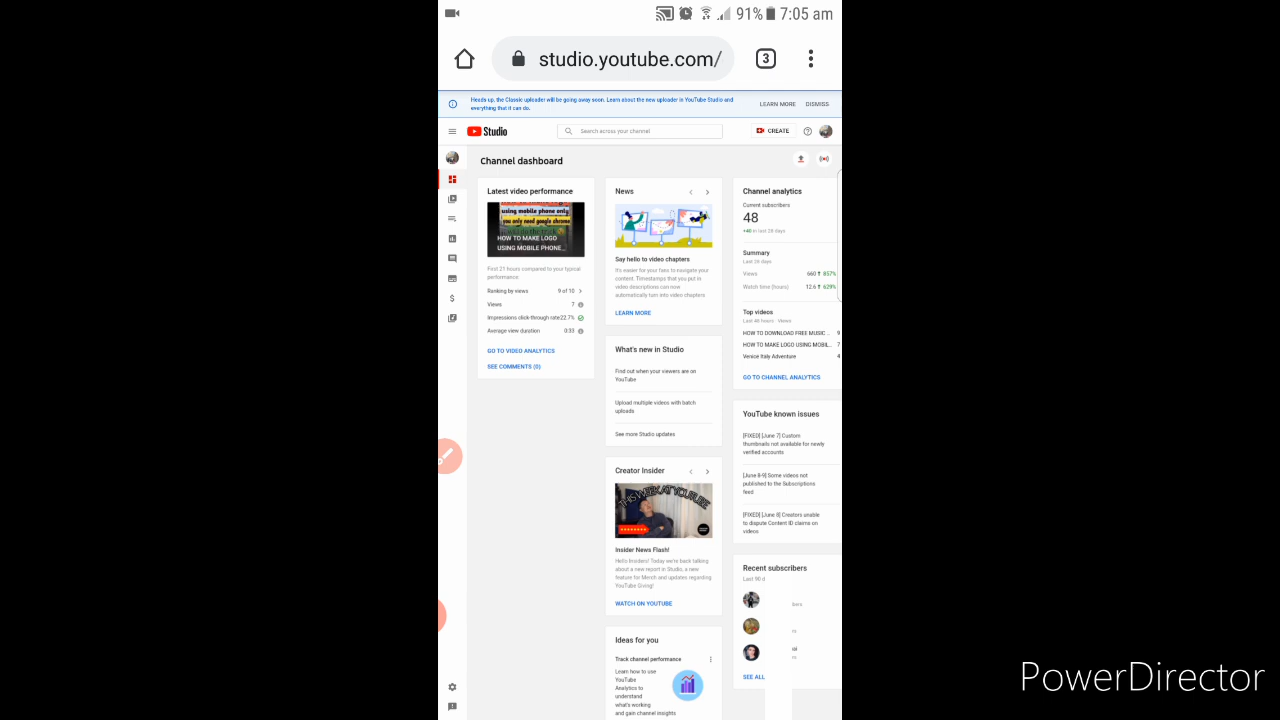 91% 7:05 am
studio.youtube.com/
3
Heads up, the Classic uploader will be going away soon. Learn about the new uploader in YouTube Studio and
everything that it can do.
LEARN MORE
DISMISS
Studio
Search across your channel
CREATE
Channel dashboard
Latest video performance
using mobile phone only
you only need google chrome
HOW TO MAKE LOGO
USING MOBILE PHONE...
First 21 hours compared to your typical
performance:
Ranking by views 9 of 10
Views 7
Impressions click-through rate 22.7%
Average view duration 0:33
GO TO VIDEO ANALYTICS
SEE COMMENTS (0)
News
Say hello to video chapters
It's easier for your fans to navigate your
content. Timestamps that you put in
video descriptions can now
automatically turn into video chapters
LEARN MORE
What's new in Studio
Find out when your viewers are on
YouTube
Upload multiple videos with batch
uploads
See more Studio updates
Creator Insider
THIS WEEK AT YOUTUBE
Insider News Flash!
Hello Insiders! Today we're talking
about a new report in Studio, a new
feature for Merch and updates regarding
YouTube Giving!
WATCH ON YOUTUBE
Ideas for you
Track channel performance
Learn how to use
YouTube
Analytics to
understand
what's working
and gain channel insights
Channel analytics
Current subscribers
48
+46 in last 28 days
Summary
Last 28 days
Views 660 857%
Watch time (hours) 12.6 629%
Top videos
Last 48 hours · Views
HOW TO DOWNLOAD FREE MUSIC ... 9
HOW TO MAKE LOGO USING MOBIL... 7
Venice Italy Adventure 4
GO TO CHANNEL ANALYTICS
YouTube known issues
[FIXED] [June 7] Custom
thumbnails not available for newly
verified accounts
[June 8-9] Some videos not
published to the Subscriptions
feed
[FIXED] [June 8] Creators unable
to dispute Content ID claims on
videos
Recent subscribers
Last 90 d
SEE ALL
PowerDirector